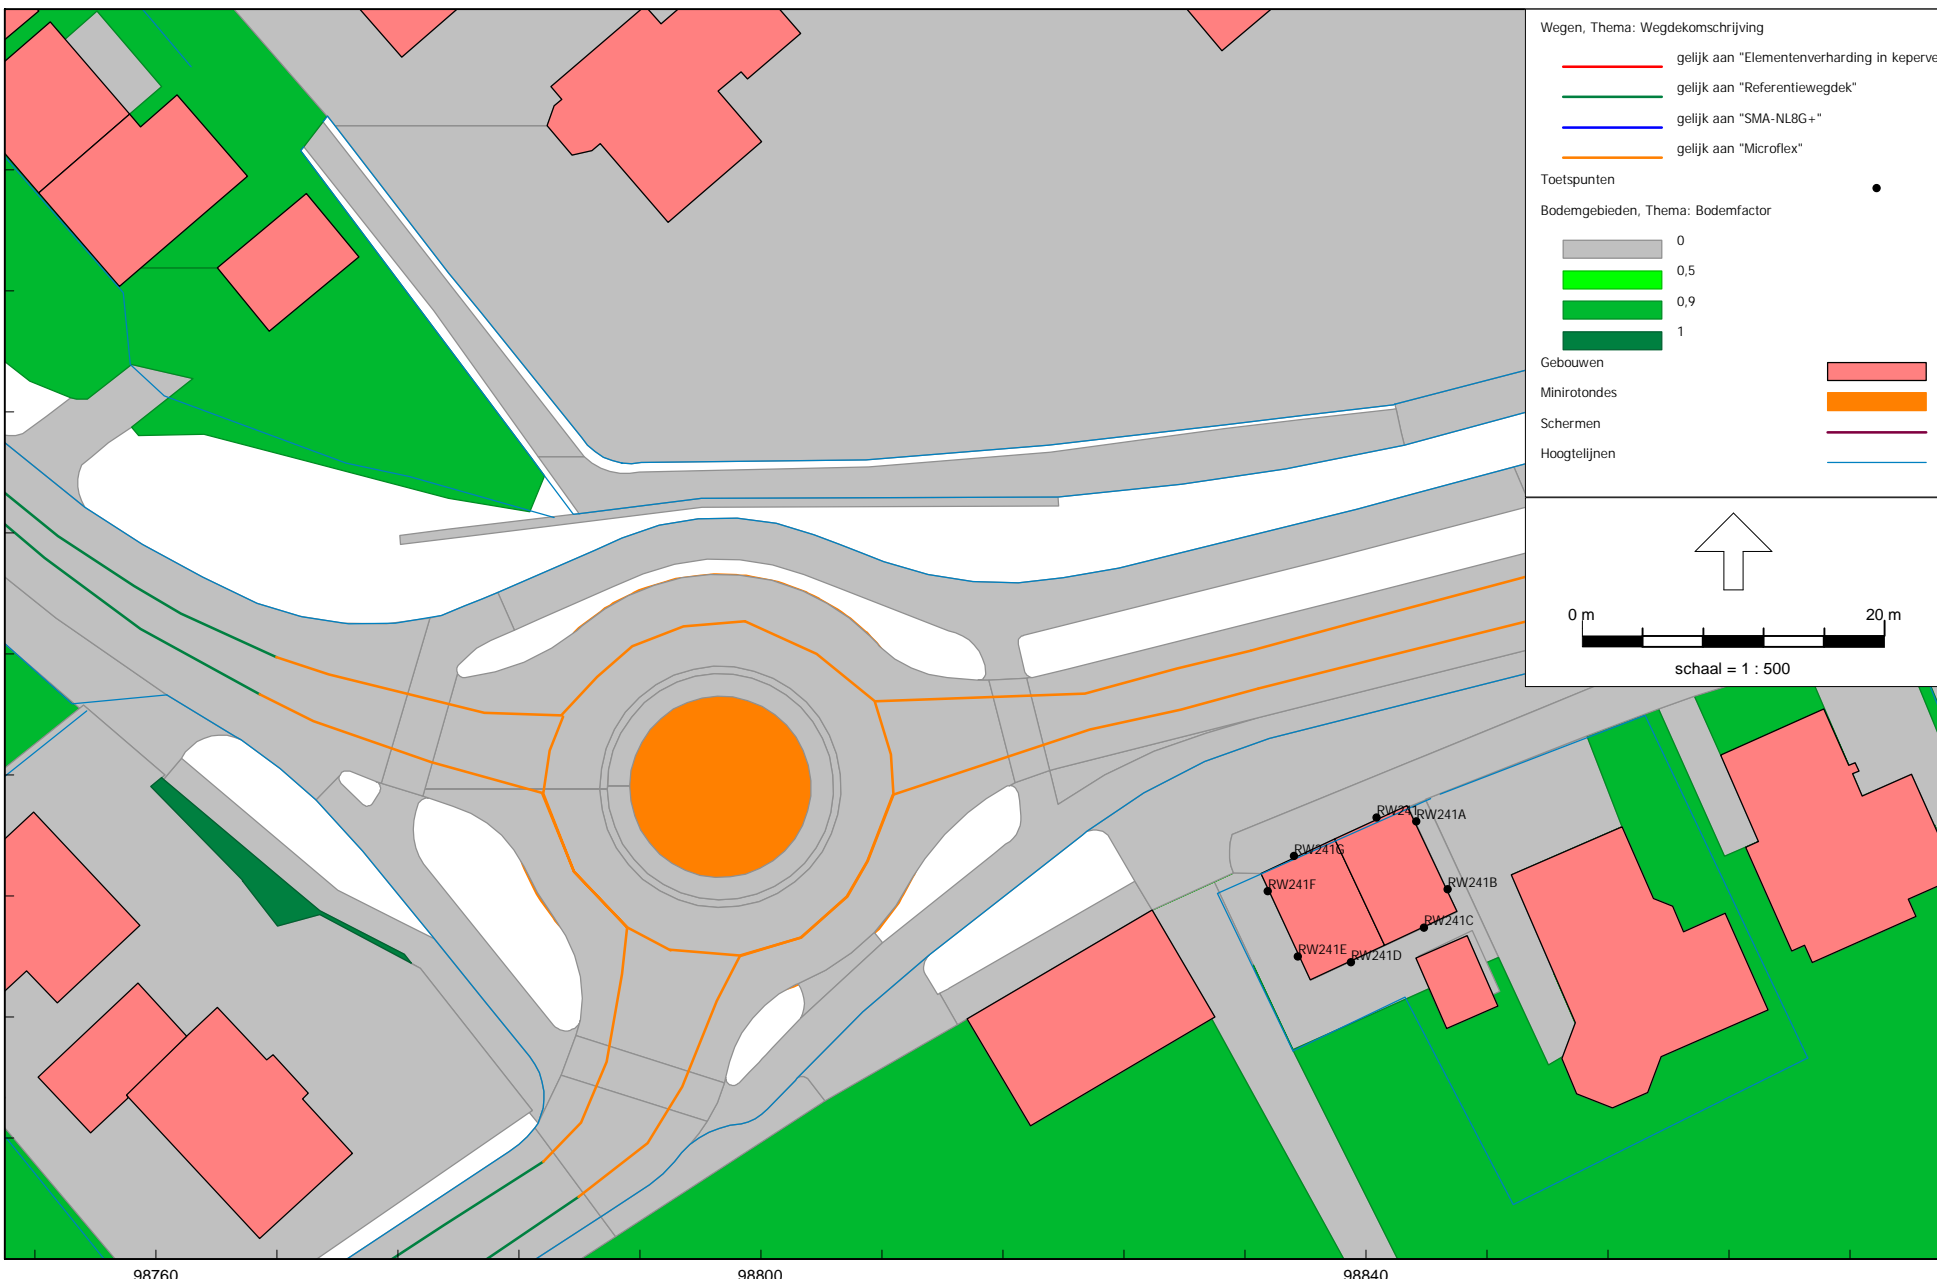 Wegen, Thema: Wegdekomschrijving
gelijk aan "Elementenverharding in keperve
gelijk aan "Referentiewegdek"
gelijk aan "SMA-NL8G+"
gelijk aan "Microflex"
Toetspunten
Bodemgebieden, Thema: Bodemfactor
0
0,5
0,9
1
Gebouwen
Minirotondes
Schermen
Hoogtelijnen
0 m 20 m
schaal = 1 : 500
RW241
RW241A
RW241G
RW241F
RW241B
RW241C
RW241E
RW241D
98760 98800 98840